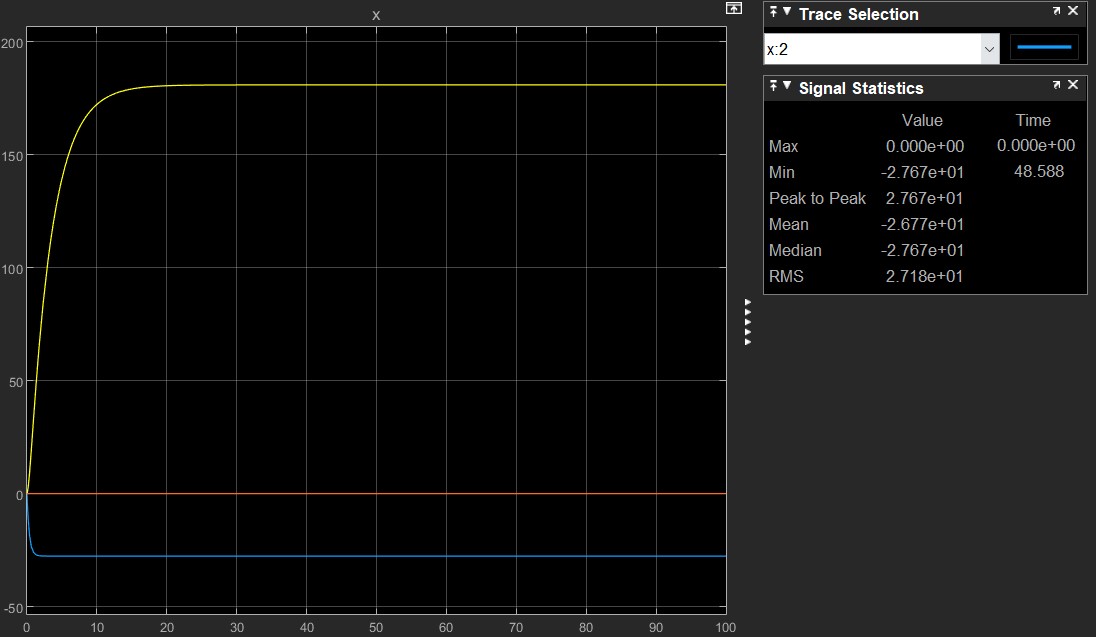 x
200
150
100
50
0
-50
0 10 20 30 40 50 60 70 80 90 100
Trace Selection
x:2
Signal Statistics
Value Time
Max 0.000e+00 0.000e+00
Min -2.767e+01 48.588
Peak to Peak 2.767e+01
Mean -2.677e+01
Median -2.767e+01
RMS 2.718e+01